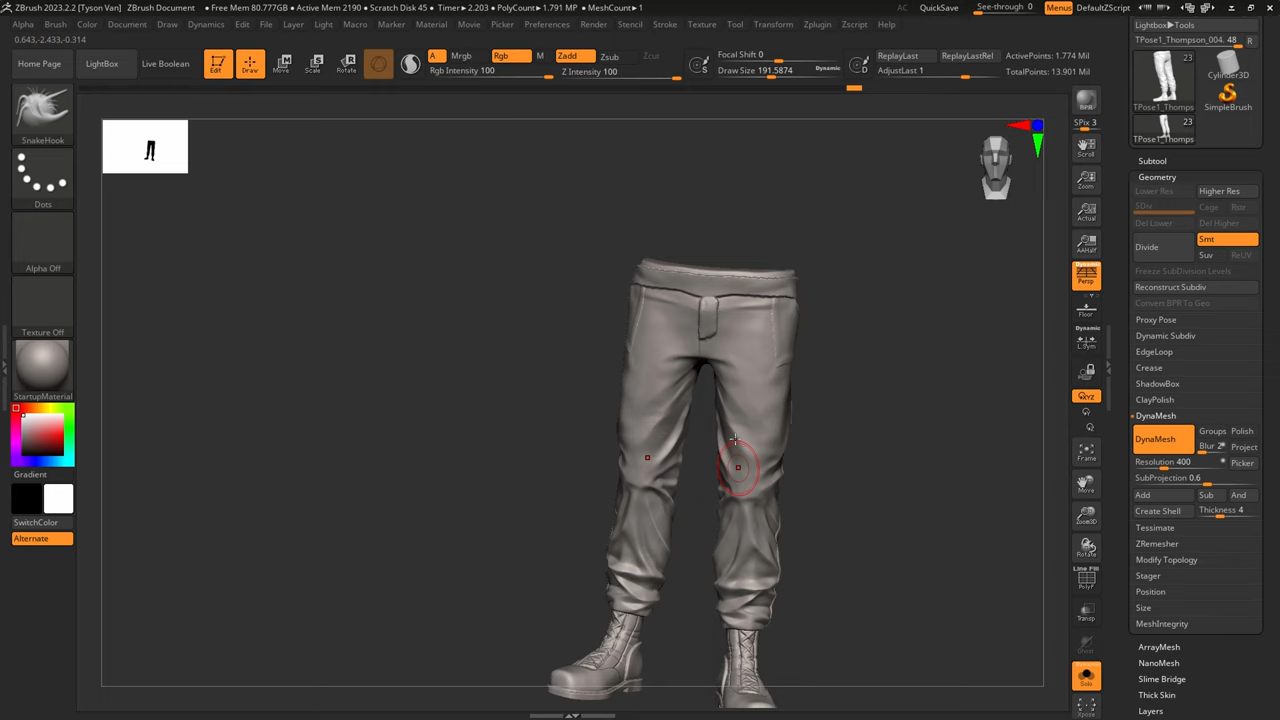 ZBrush 2023.2.2 [Tyson Van]
ZBrush Document
• Free Mem 80.777GB • Active Mem 2190 • Scratch Disk 45 • Timer▶2.203 • PolyCount▶1.791 MP • MeshCount▶1
AC
QuickSave
See-through 0
Menus
DefaultZScript
Alpha
Brush
Color
Document
Draw
Dynamics
Edit
File
Layer
Light
Macro
Marker
Material
Movie
Picker
Preferences
Render
Stencil
Stroke
Texture
Tool
Transform
Zplugin
Zscript
Help
0.643,-2.433,-0.314
Home Page
LightBox
Live Boolean
Edit
Draw
Move
Scale
Rotate
A
Mrgb
Rgb
M
Zadd
Zsub
Zcut
Rgb Intensity 100
Z Intensity 100
S
Focal Shift 0
Draw Size 191.5874
Dynamic
D
ReplayLast
ReplayLastRel
AdjustLast 1
ActivePoints: 1.774 Mil
TotalPoints: 13.901 Mil
SnakeHook
Dots
Alpha Off
Texture Off
StartupMaterial
Gradient
SwitchColor
Alternate
BPR
SPix 3
Scroll
Zoom
Actual
AAHalf
Dynamic
Persp
Floor
Dynamic
L.Sym
XYZ
Frame
Move
Zoom3D
Rotate
Line Fill
PolyF
Transp
Ghost
Dynamic
Solo
Xpose
Lightbox▶Tools
TPose1_Thompson_004. 48
R
23
Cylinder3D
TPose1_Thomps
SimpleBrush
23
TPose1_Thomps
Subtool
Geometry
Lower Res
Higher Res
SDiv
Cage
Rstr
Del Lower
Del Higher
Divide
Smt
Suv
ReUV
Freeze SubDivision Levels
Reconstruct Subdiv
Convert BPR To Geo
Proxy Pose
Dynamic Subdiv
EdgeLoop
Crease
ShadowBox
ClayPolish
DynaMesh
DynaMesh
Groups
Polish
Blur 2
Project
Resolution 400
Picker
SubProjection 0.6
Add
Sub
And
Create Shell
Thickness 4
Tessimate
ZRemesher
Modify Topology
Stager
Position
Size
MeshIntegrity
ArrayMesh
NanoMesh
Slime Bridge
Thick Skin
Layers